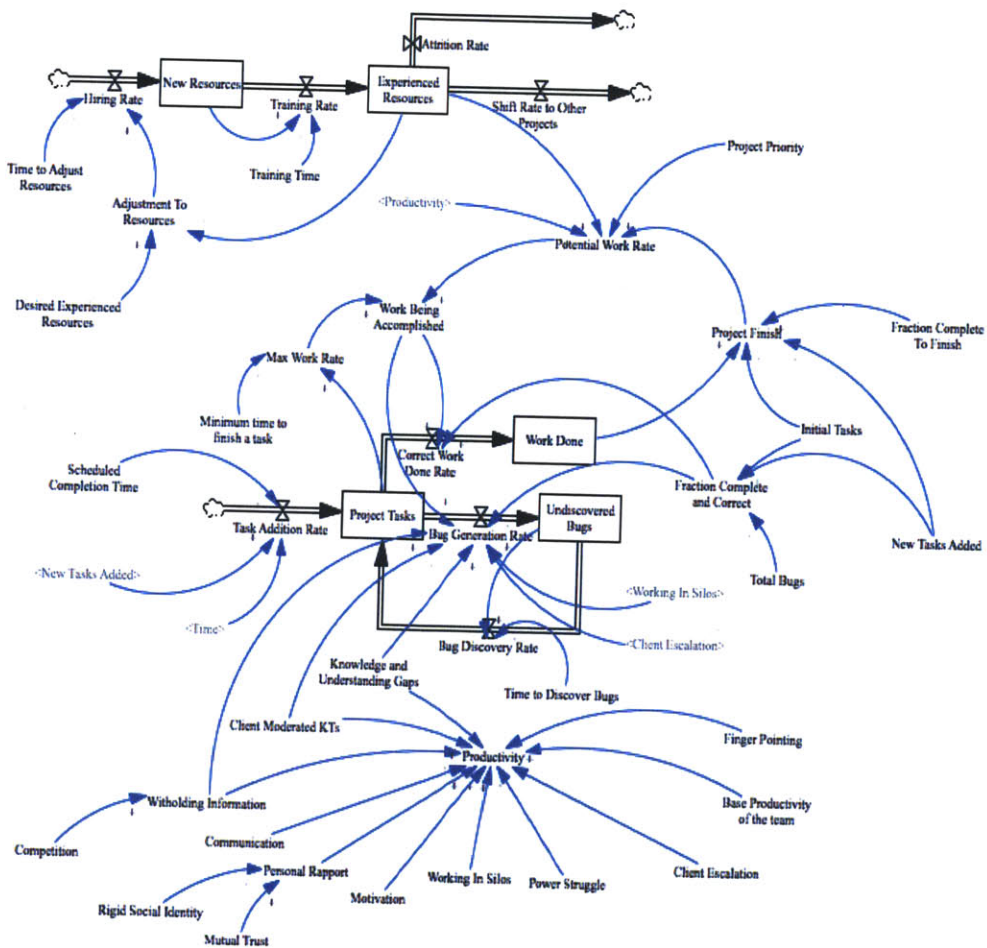 Attrition Rate
New Resources
Experienced
Resources
Hiring Rate
Training Rate
Shift Rate to Other
Projects
Time to Adjust
Resources
Training Time
Project Priority
Adjustment To
Resources
<Productivity>
Potential Work Rate
Desired Experienced
Resources
Work Being
Accomplished
Project Finish
Fraction Complete
To Finish
Max Work Rate
Minimum time to
finish a task
Initial Tasks
Work Done
Correct Work
Done Rate
Scheduled
Completion Time
Fraction Complete
and Correct
Project Tasks
Undiscovered
Bugs
Task Addition Rate
Bug Generation Rate
New Tasks Added
<New Tasks Added>
Total Bugs
<Working In Silos>
<Time>
<Client Escalation>
Bug Discovery Rate
Knowledge and
Understanding Gaps
Time to Discover Bugs
Client Moderated KTs
Finger Pointing
Productivity
Witholding Information
Base Productivity
of the team
Competition
Communication
Personal Rapport
Working In Silos
Power Struggle
Client Escalation
Motivation
Rigid Social Identity
Mutual Trust